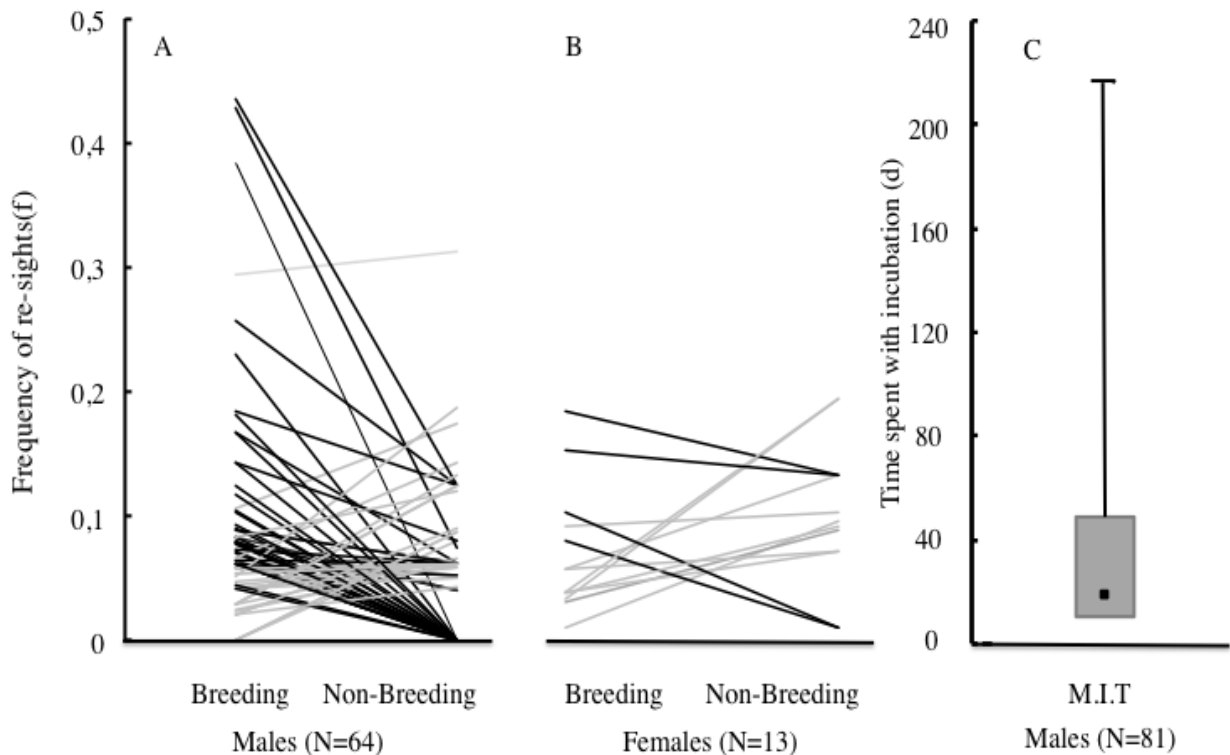 Frequency of re-sights(f)
0,5
0,4
0,3
0,2
0,1
0
A
Breeding
Non-Breeding
Males (N=64)
B
Breeding
Non-Breeding
Females (N=13)
Time spent with incubation (d)
240
200
160
120
80
40
0
C
M.I.T
Males (N=81)